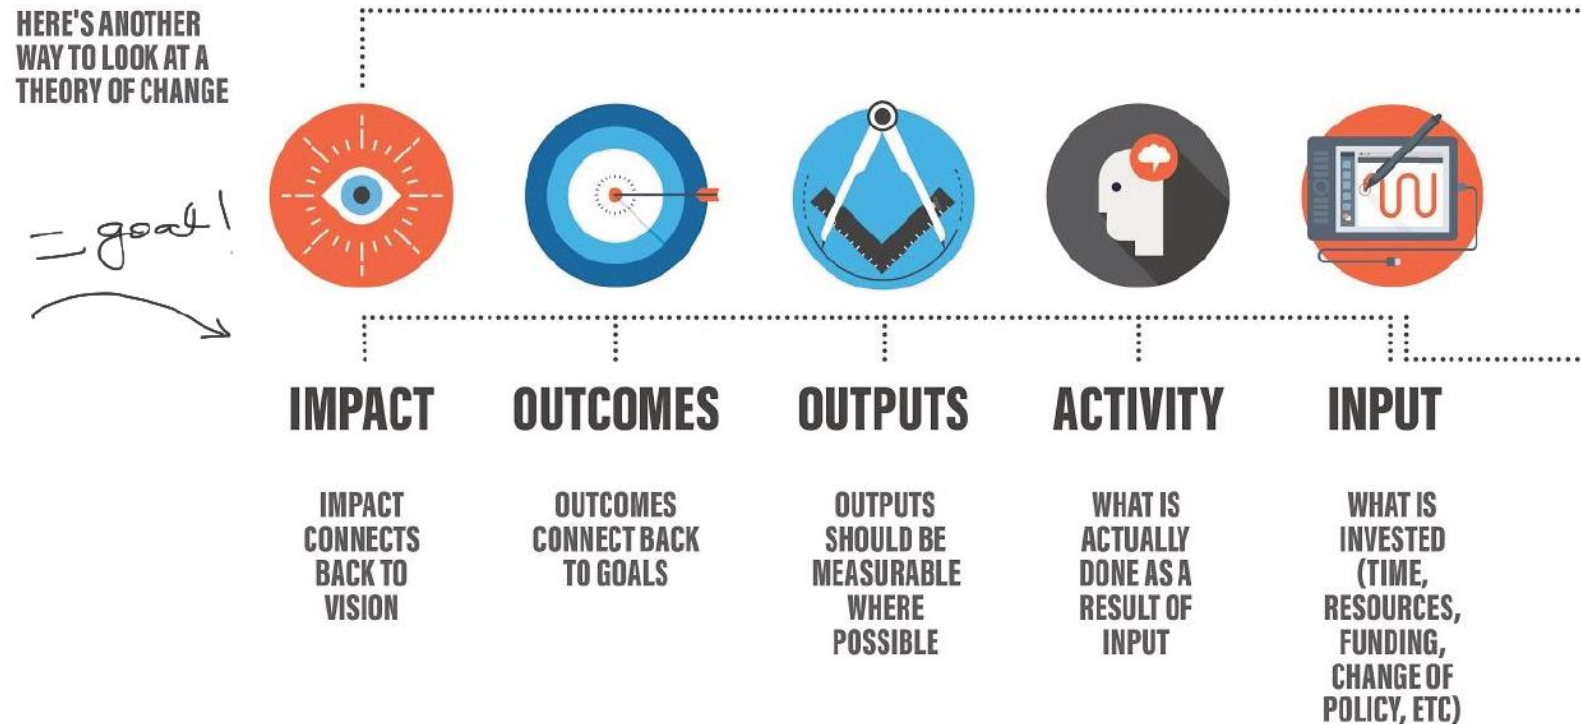 HERE'S ANOTHER
WAY TO LOOK AT A
THEORY OF CHANGE
= goal!
IMPACT
OUTCOMES
OUTPUTS
ACTIVITY
INPUT
IMPACT
CONNECTS
BACK TO
VISION
OUTCOMES
CONNECT BACK
TO GOALS
OUTPUTS
SHOULD BE
MEASURABLE
WHERE
POSSIBLE
WHAT IS
ACTUALLY
DONE AS A
RESULT OF
INPUT
WHAT IS
INVESTED
(TIME,
RESOURCES,
FUNDING,
CHANGE OF
POLICY, ETC)